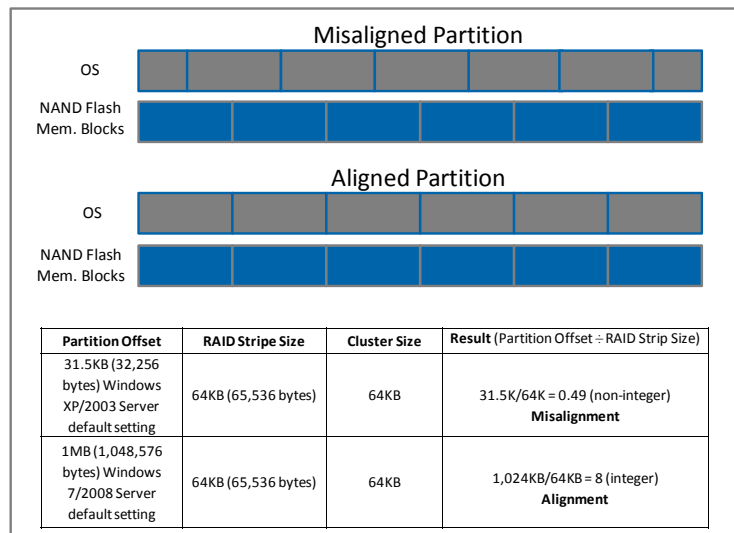 Misaligned Partition
OS
NAND Flash
Mem. Blocks
Aligned Partition
OS
NAND Flash
Mem. Blocks
Partition Offset RAID Stripe Size Cluster Size Result (Partition Offset ÷ RAID Strip Size)
31.5KB (32,256
bytes) Windows
XP/2003 Server
default setting
64KB (65,536 bytes)
64KB
31.5K/64K = 0.49 (non-integer)
Misalignment
1MB (1,048,576
bytes) Windows
7/2008 Server
default setting
64KB (65,536 bytes)
64KB
1,024KB/64KB = 8 (integer)
Alignment